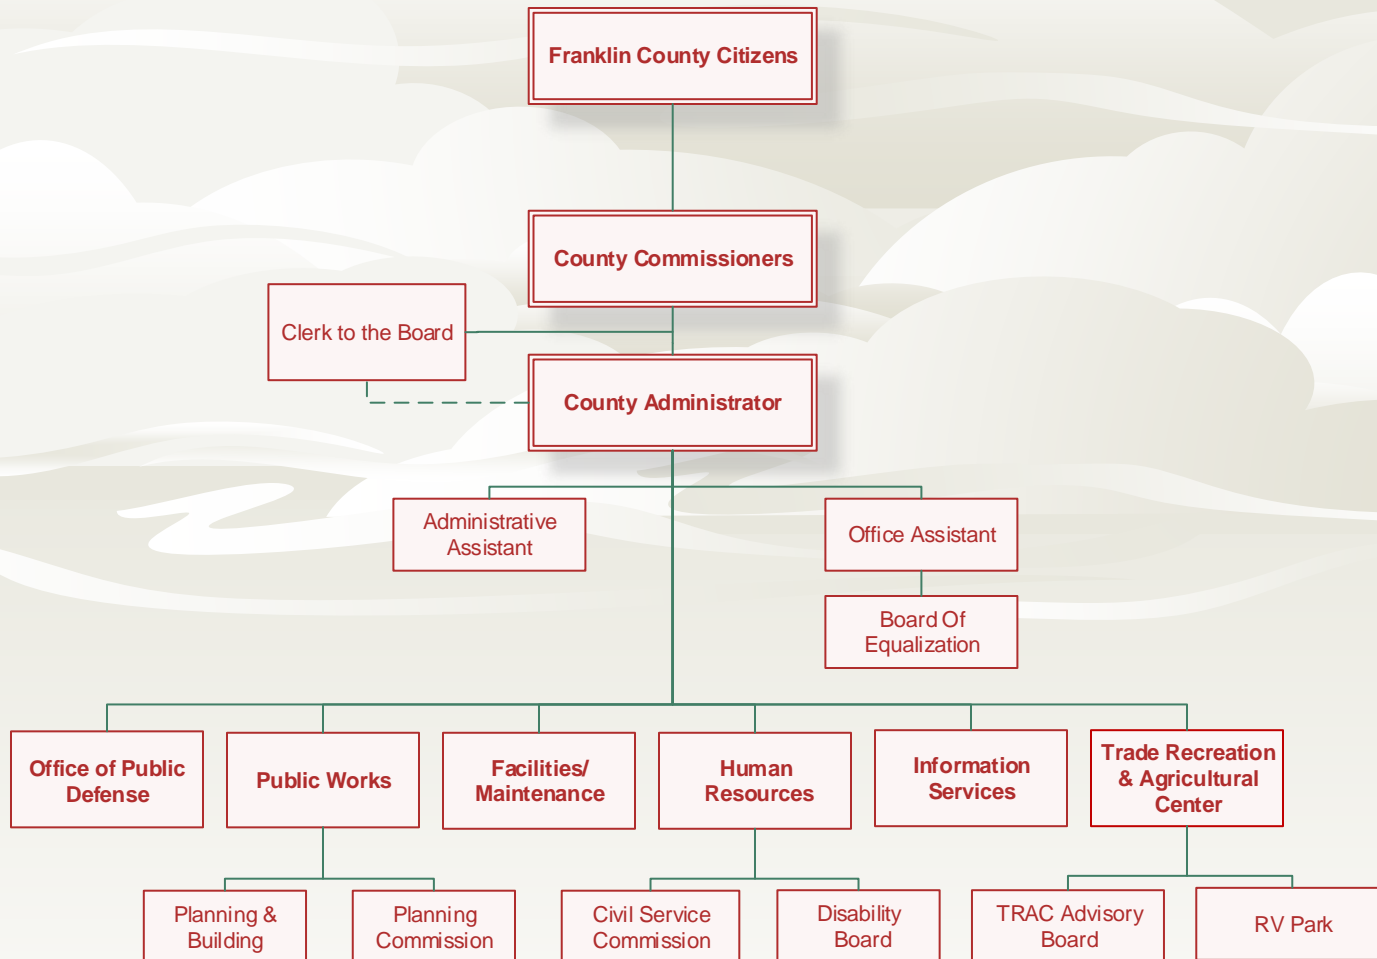 Franklin County Citizens
County Commissioners
Clerk to the Board
County Administrator
Administrative
Assistant
Office Assistant
Board Of
Equalization
Office of Public
Defense
Public Works
Facilities/
Maintenance
Human
Resources
Information
Services
Trade Recreation
& Agricultural
Center
Planning &
Building
Planning
Commission
Civil Service
Commission
Disability
Board
TRAC Advisory
Board
RV Park